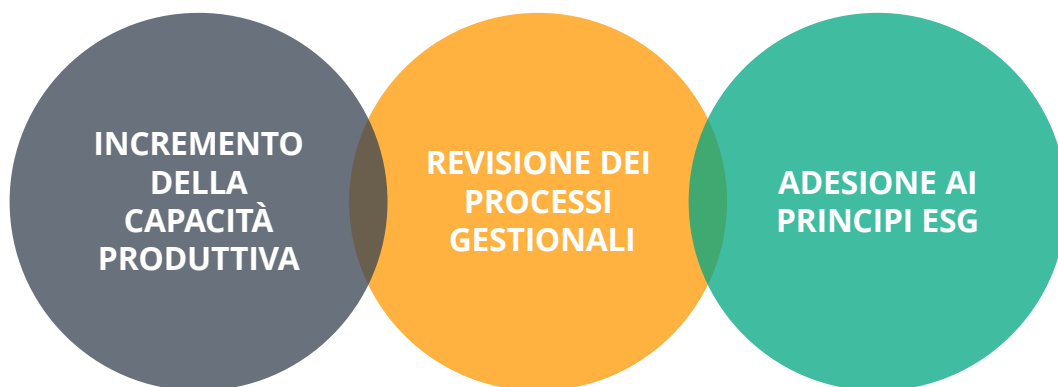 INCREMENTO
DELLA
CAPACITÀ
PRODUTTIVA
REVISIONE DEI
PROCESSI
GESTIONALI
ADESIONE AI
PRINCIPI ESG